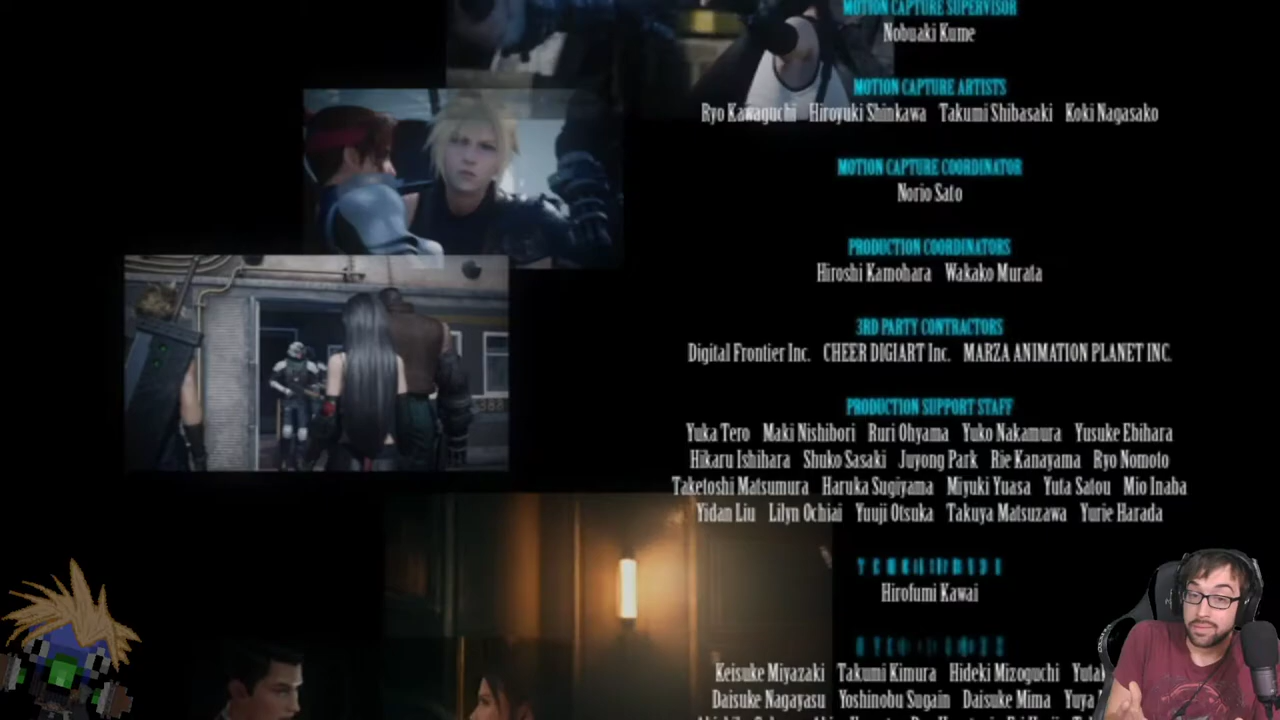 MOTION CAPTURE SUPERVISOR
Nobuaki Kume
MOTION CAPTURE ARTISTS
Ryo Kawaguchi Hiroyuki Shinkawa Takumi Shibasaki Koki Nagasako
MOTION CAPTURE COORDINATOR
Norio Sato
PRODUCTION COORDINATORS
Hiroshi Kamohara Wakako Murata
3RD PARTY CONTRACTORS
Digital Frontier Inc. CHEER DIGIART Inc. MARZA ANIMATION PLANET INC.
PRODUCTION SUPPORT STAFF
Yuka Tero Maki Nishibori Ruri Ohyama Yuko Nakamura Yusuke Ebihara
Hikaru Ishihara Shuko Sasaki Juyong Park Rie Kanayama Ryo Nomoto
Taketoshi Matsumura Haruka Sugiyama Miyuki Yuasa Yuta Satou Mio Inaba
Yidan Liu Lilyn Ochiai Yuuji Otsuka Takuya Matsuzawa Yurie Harada
Hirofumi Kawai
Keisuke Miyazaki Takumi Kimura Hideki Mizoguchi
Daisuke Nagayasu Yoshinobu Sugain Daisuke Mima Yuya